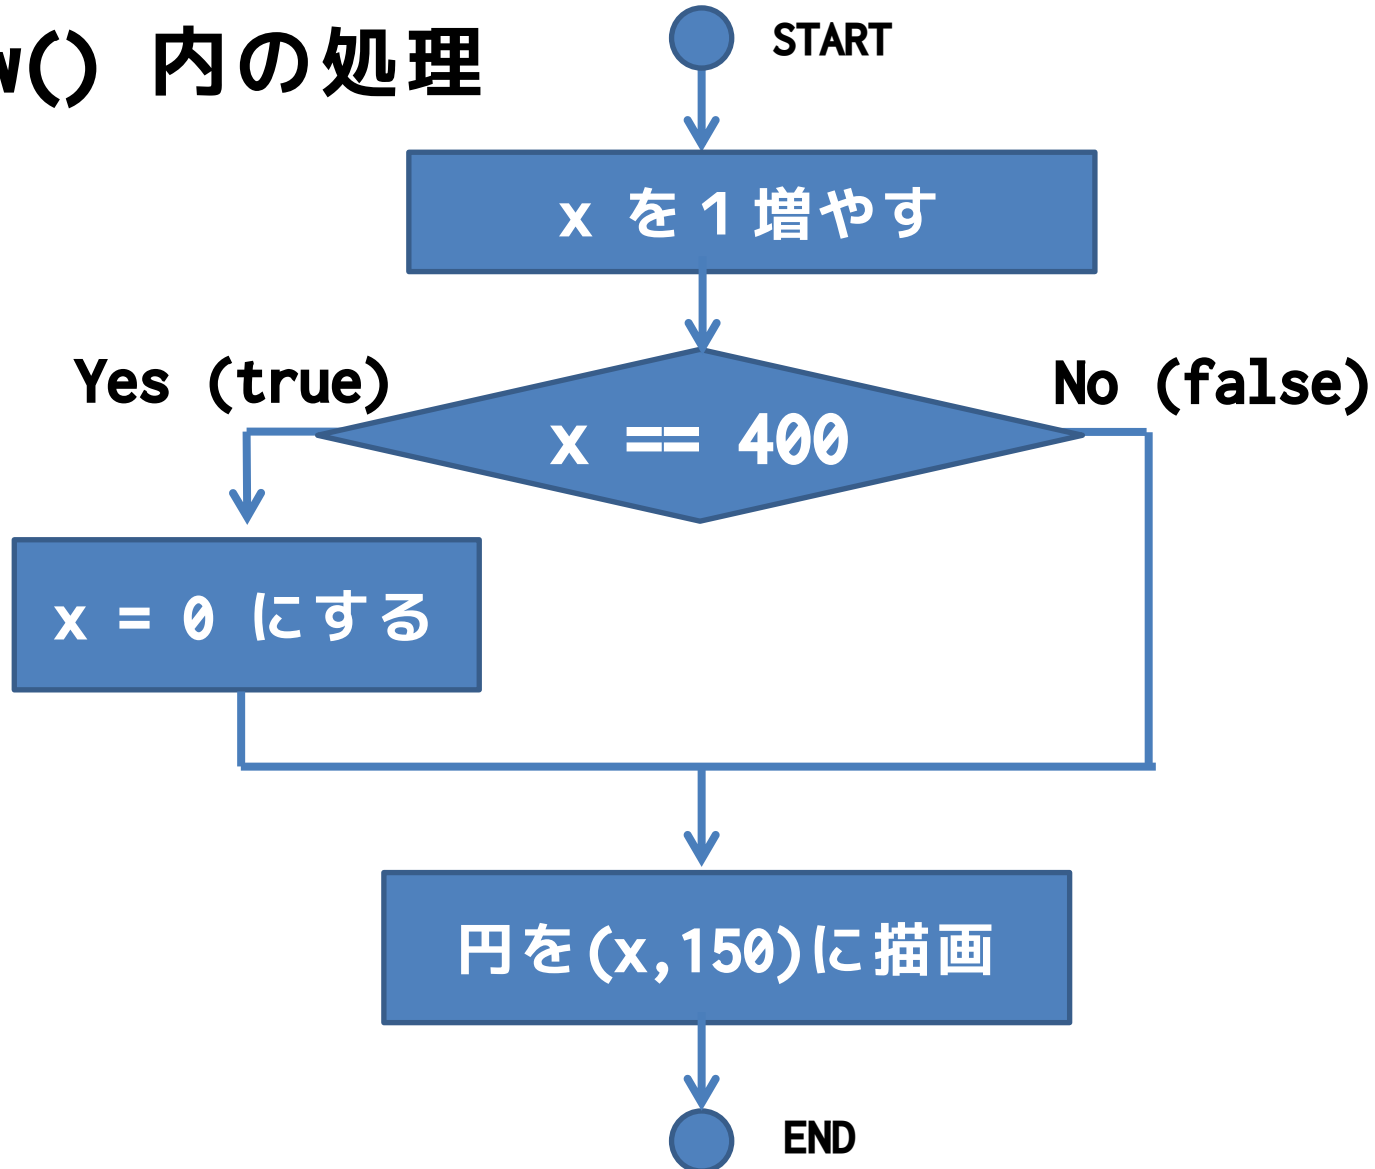 w() 内の処理
START
x を 1 増やす
Yes (true)
No (false)
x == 400
x = 0 にする
円を(x,150)に描画
END